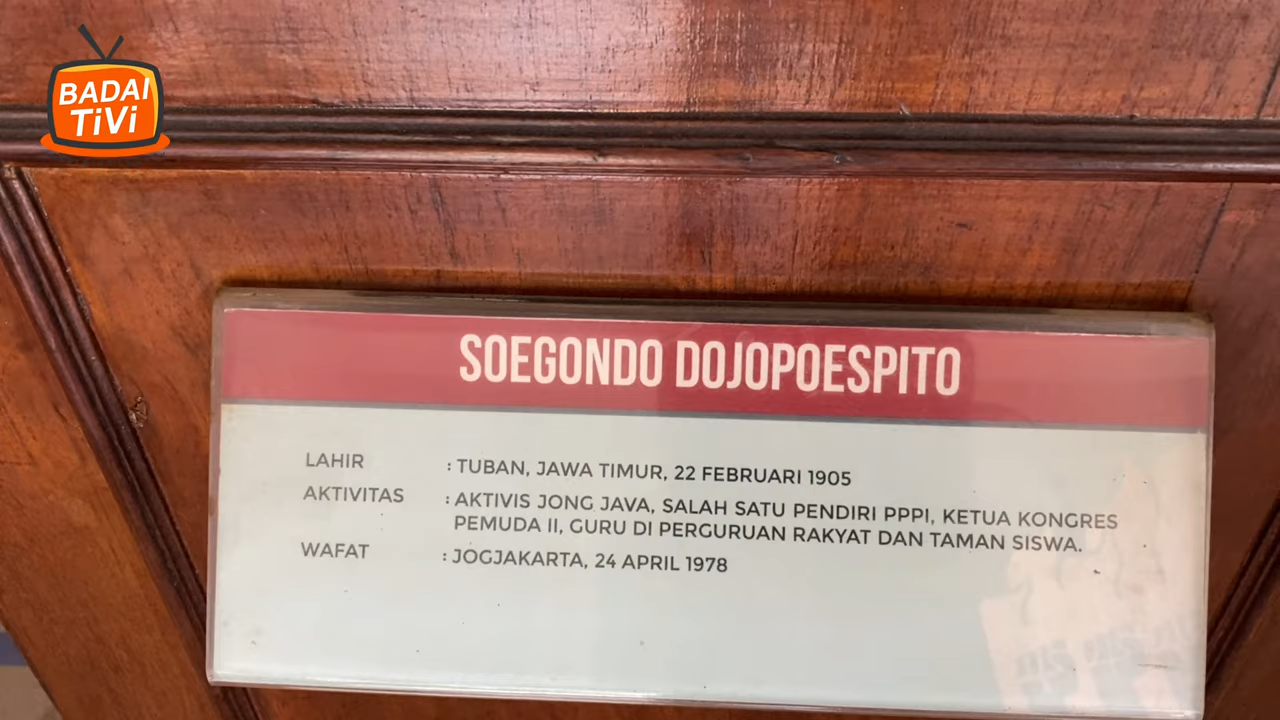 BADAI
TiVi
SOEGONDO DOJOPOESPITO
LAHIR : TUBAN, JAWA TIMUR, 22 FEBRUARI 1905
AKTIVITAS : AKTIVIS JONG JAVA, SALAH SATU PENDIRI PPPI, KETUA KONGRES
PEMUDA II, GURU DI PERGURUAN RAKYAT DAN TAMAN SISWA.
WAFAT : JOGJAKARTA, 24 APRIL 1978